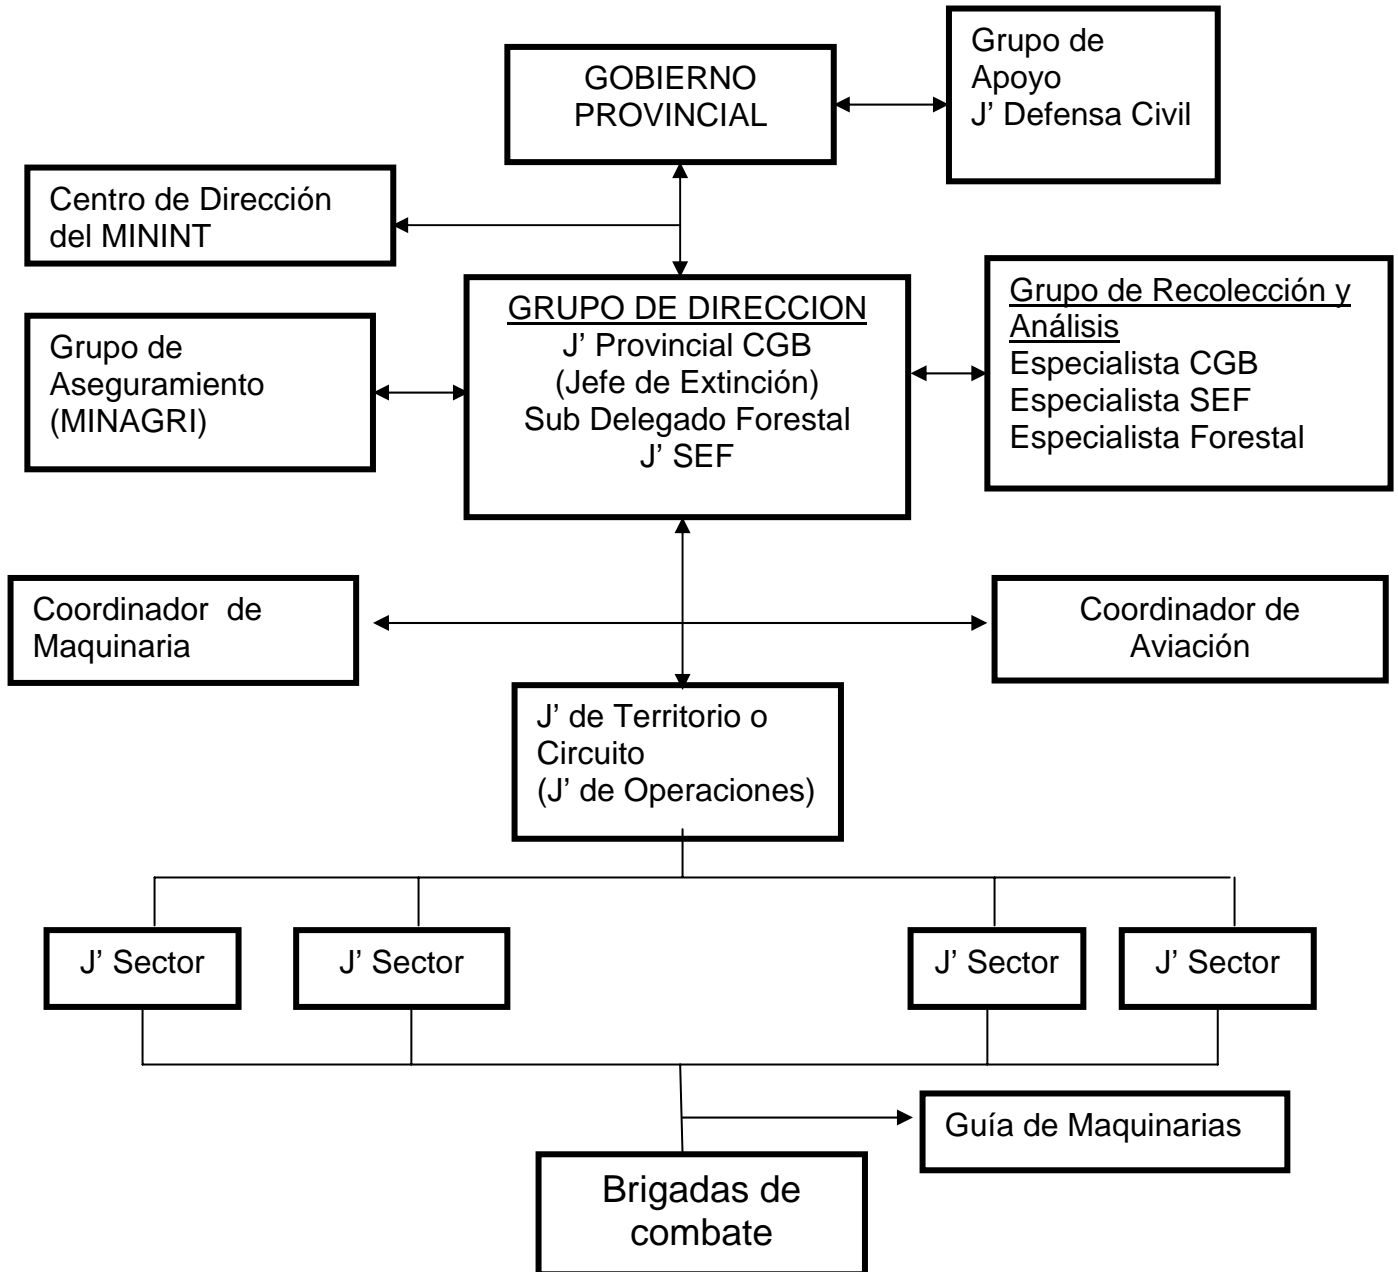 GOBIERNO
PROVINCIAL
Grupo de
Apoyo
J’ Defensa Civil
Centro de Dirección
del MININT
GRUPO DE DIRECCION
J’ Provincial CGB
(Jefe de Extinción)
Sub Delegado Forestal
J’ SEF
Grupo de Recolección y
Análisis
Especialista CGB
Especialista SEF
Especialista Forestal
Grupo de
Aseguramiento
(MINAGRI)
Coordinador de
Maquinaria
Coordinador de
Aviación
J’ de Territorio o
Circuito
(J’ de Operaciones)
J’ Sector
J’ Sector
J’ Sector
J’ Sector
Guía de Maquinarias
Brigadas de
combate